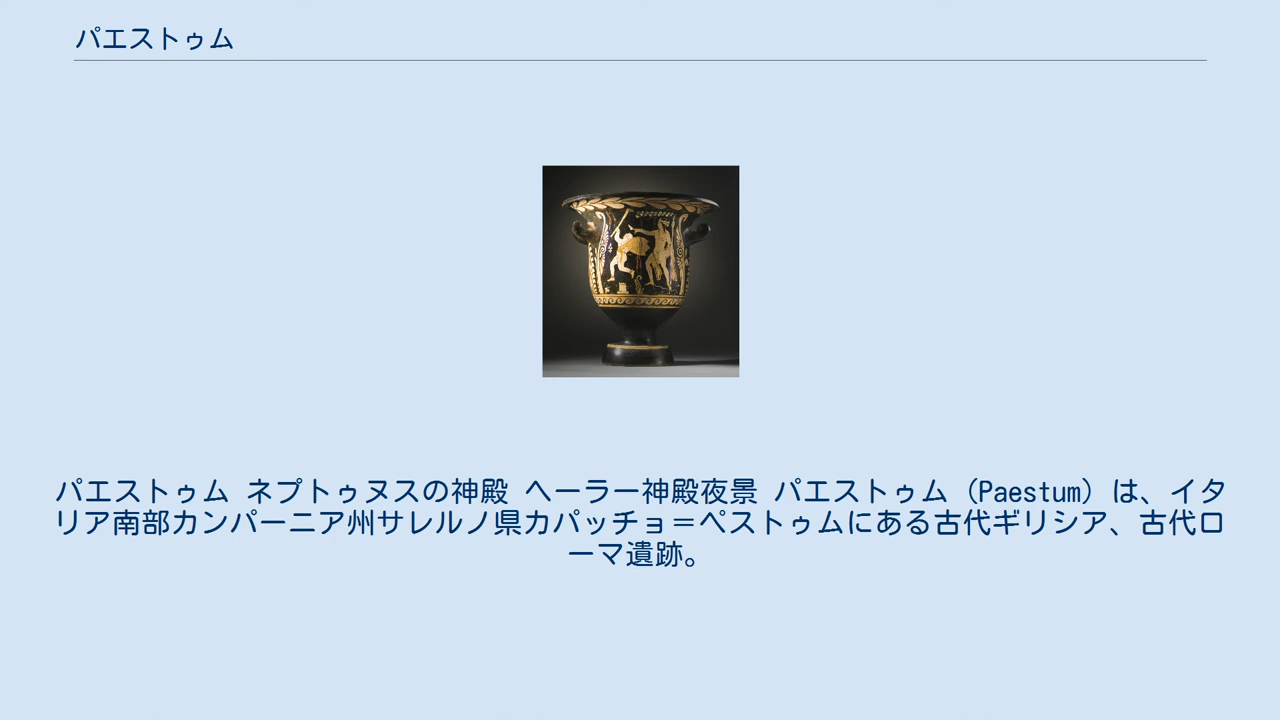 パエストゥム
パエストゥム ネプトゥヌスの神殿 ヘーラー神殿夜景 パエストゥム（Paestum）は、イタ
リア南部カンパーニア州サレルノ県カパッチョ＝ペストゥムにある古代ギリシア、古代ロ
ーマ遺跡。